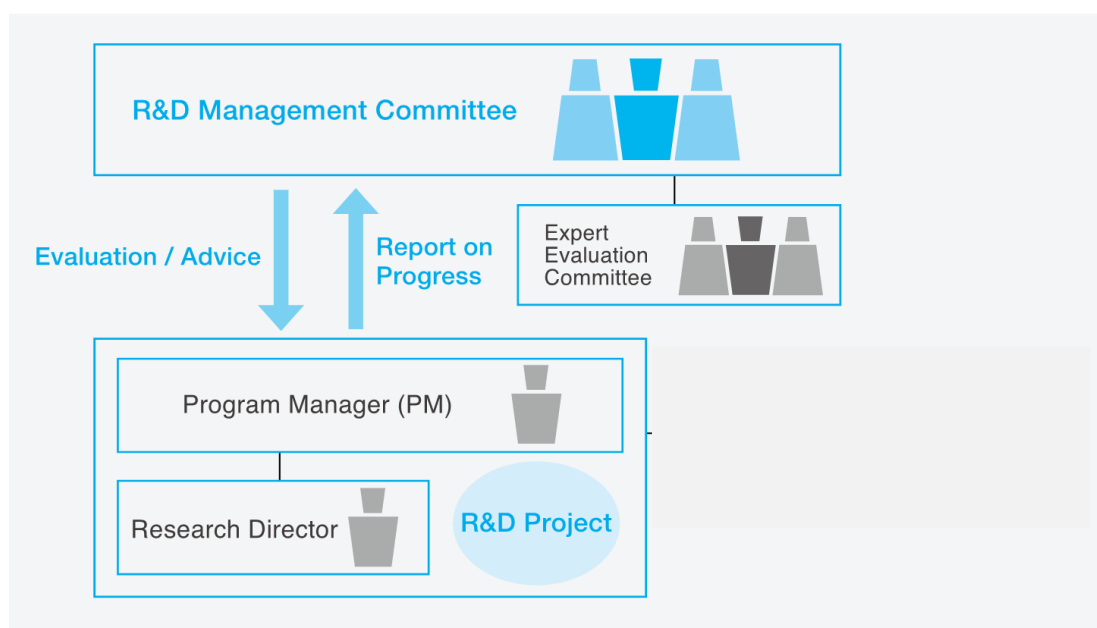 R&D Management Committee
Evaluation / Advice
Report on
Progress
Expert
Evaluation
Committee
Program Manager (PM)
Research Director
R&D Project